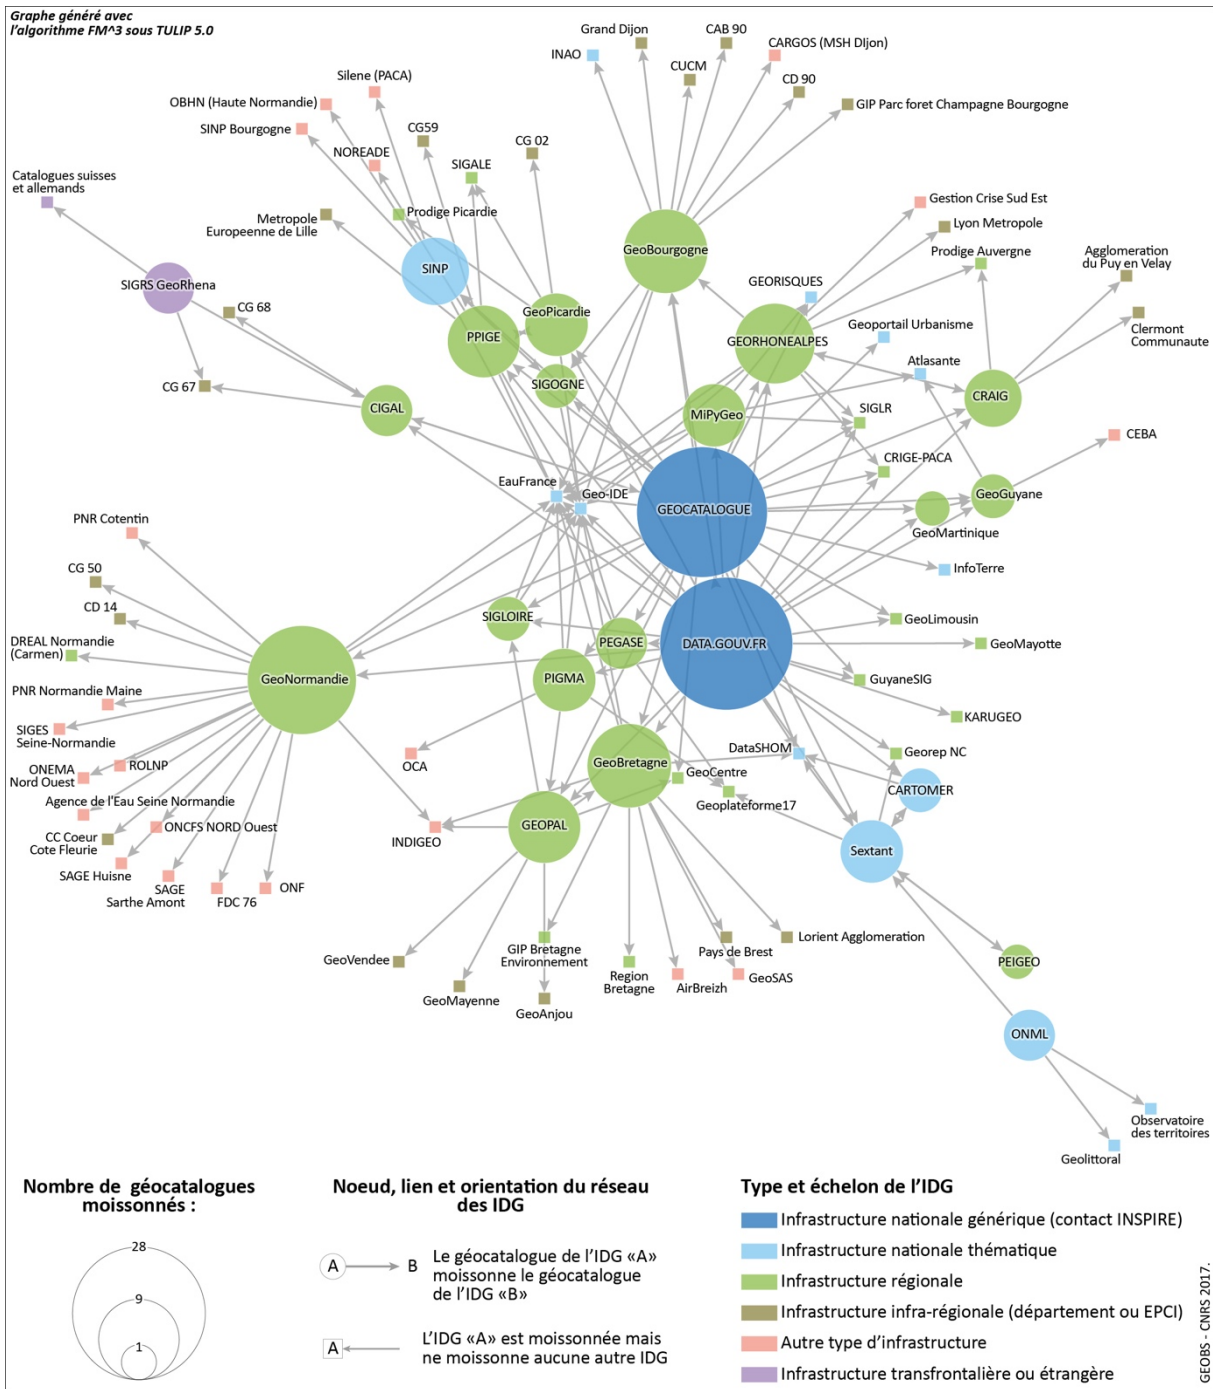 Graphe généré avec
l'algorithme FM^3 sous TULIP 5.0
Grand Dijon
CAB 90
INAO
CARGOS (MSH DIjon)
CUCM
CD 90
Silene (PACA)
OBHN (Haute Normandie)
GIP Parc foret Champagne Bourgogne
SINP Bourgogne
CG59
CG 02
NOREADE
SIGALE
Catalogues suisses
et allemands
Gestion Crise Sud Est
Metropole
Europeenne de Lille
Prodige Picardie
Lyon Metropole
GeoBourgogne
Prodige Auvergne
Agglomeration
du Puy en Velay
SINP
GEORISQUES
SIGRS GeoRhena
CG 68
GeoPicardie
Geoportail Urbanisme
Clermont
Communaute
PPIGE
GEORHONEALPES
Atlasante
CG 67
SIGOGNE
CRAIG
CIGAL
MiPyGeo
SIGLR
CEBA
CRIGE-PACA
EauFrance
Geo-IDE
GEOCATALOGUE
GeoGuyane
PNR Cotentin
GeoMartinique
CG 50
InfoTerre
CD 14
SIGLOIRE
GeoLimousin
DREAL Normandie
(Carmen)
PEGASE
DATA.GOUV.FR
GeoMayotte
GeoNormandie
PIGMA
GuyaneSIG
PNR Normandie Maine
KARUGEO
SIGES
Seine-Normandie
OCA
GeoBretagne
DataSHOM
Georep NC
ONEMA
Nord Ouest
ROLNP
GeoCentre
CARTOMER
Agence de l'Eau Seine Normandie
Geoplateforme17
CC Coeur
Cote Fleurie
ONCFS NORD Ouest
INDIGEO
GEOPAL
Sextant
SAGE Huisne
SAGE
Sarthe Amont
FDC 76
ONF
GeoVendee
GIP Bretagne
Environnement
Pays de Brest
Lorient Agglomeration
PEIGEO
GeoMayenne
GeoAnjou
Region
Bretagne
AirBreizh
GeoSAS
ONML
Observatoire
des territoires
Geolittoral
Nombre de géocatalogues
moissonnés :
28
9
1
Noeud, lien et orientation du réseau
des IDG
A
B
Le géocatalogue de l'IDG «A»
moissonne le géocatalogue
de l'IDG «B»
A
L'IDG «A» est moissonnée mais
ne moissonne aucune autre IDG
Type et échelon de l'IDG
Infrastructure nationale générique (contact INSPIRE)
Infrastructure nationale thématique
Infrastructure régionale
Infrastructure infra-régionale (département ou EPCI)
Autre type d'infrastructure
Infrastructure transfrontalière ou étrangère
GEOBS - CNRS 2017.